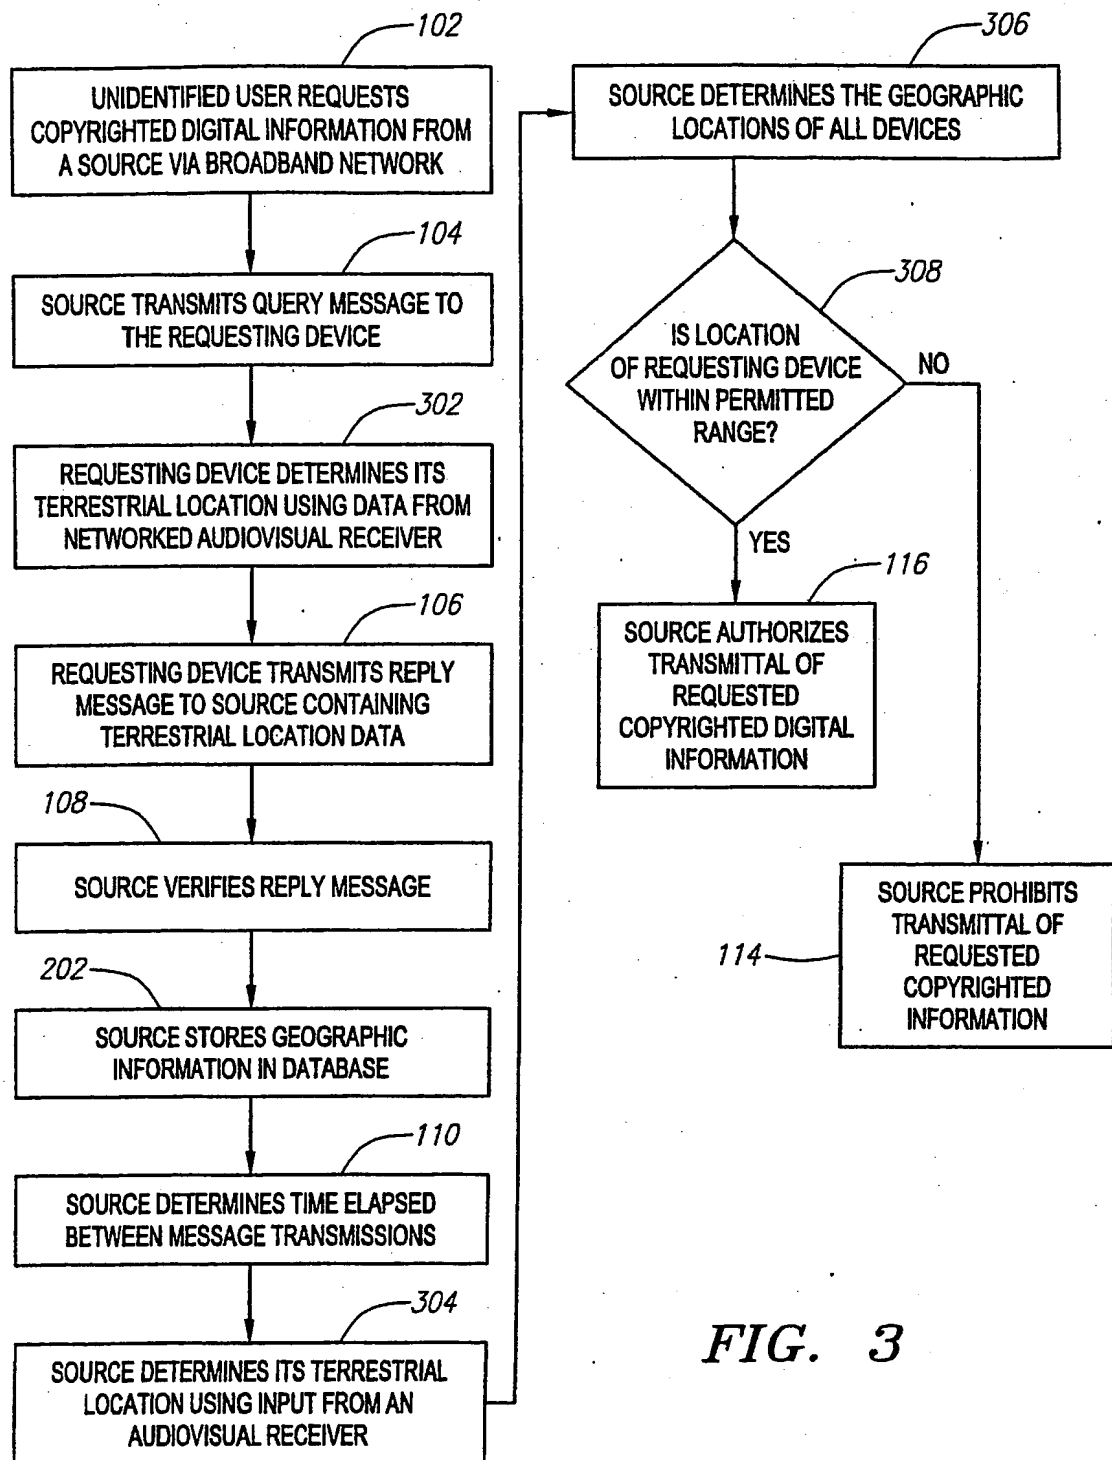 102
UNIDENTIFIED USER REQUESTS
COPYRIGHTED DIGITAL INFORMATION FROM
A SOURCE VIA BROADBAND NETWORK
104
SOURCE TRANSMITS QUERY MESSAGE TO
THE REQUESTING DEVICE
302
REQUESTING DEVICE DETERMINES ITS
TERRESTRIAL LOCATION USING DATA FROM
NETWORKED AUDIOVISUAL RECEIVER
106
REQUESTING DEVICE TRANSMITS REPLY
MESSAGE TO SOURCE CONTAINING
TERRESTRIAL LOCATION DATA
108
SOURCE VERIFIES REPLY MESSAGE
202
SOURCE STORES GEOGRAPHIC
INFORMATION IN DATABASE
110
SOURCE DETERMINES TIME ELAPSED
BETWEEN MESSAGE TRANSMISSIONS
304
SOURCE DETERMINES ITS TERRESTRIAL
LOCATION USING INPUT FROM AN
AUDIOVISUAL RECEIVER
306
SOURCE DETERMINES THE GEOGRAPHIC
LOCATIONS OF ALL DEVICES
308
IS LOCATION
OF REQUESTING DEVICE
WITHIN PERMITTED
RANGE?
NO
YES
116
SOURCE AUTHORIZES
TRANSMITTAL OF
REQUESTED
COPYRIGHTED DIGITAL
INFORMATION
114
SOURCE PROHIBITS
TRANSMITTAL OF
REQUESTED
COPYRIGHTED
INFORMATION
FIG. 3